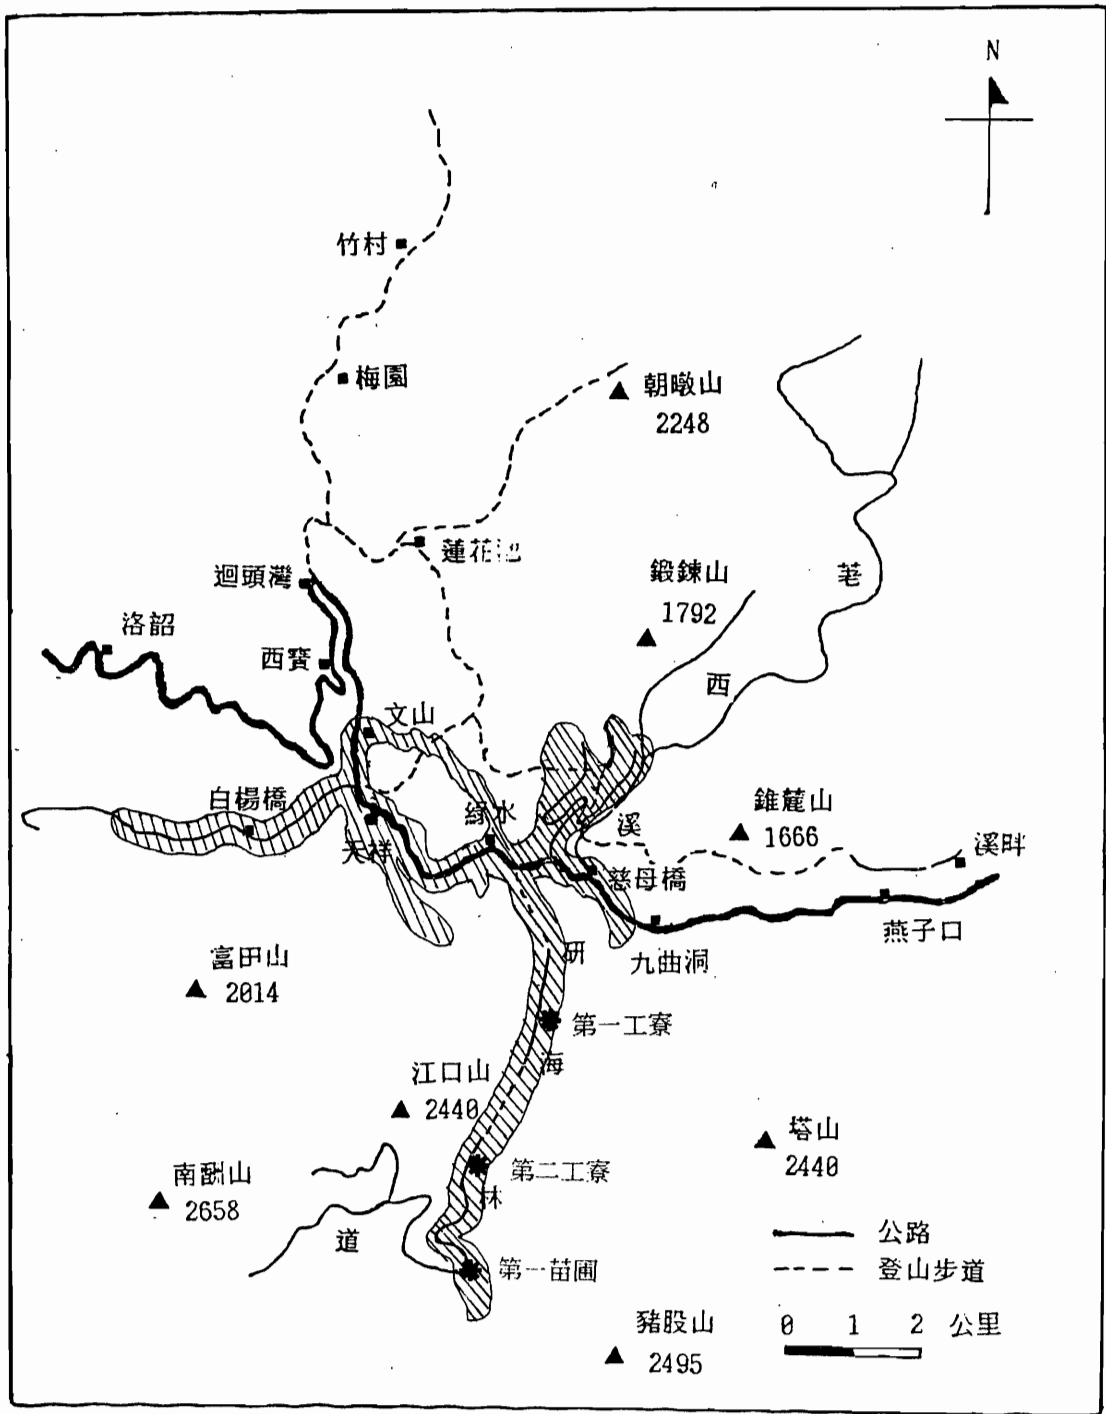 N
竹村
梅園
朝暾山
2248
蓮花池
迴頭灣
鍛鍊山
1792
荖
洛韶
西寶
西
文山
白楊橋
綠水
溪
錐麓山
1666
溪畔
天祥
慈母橋
燕子口
九曲洞
研
富田山
2014
第一工寮
海
江口山
2440
塔山
2440
南酬山
2658
第二工寮
林
道
公路
登山步道
第一苗圃
0 1 2 公里
豬股山
2495